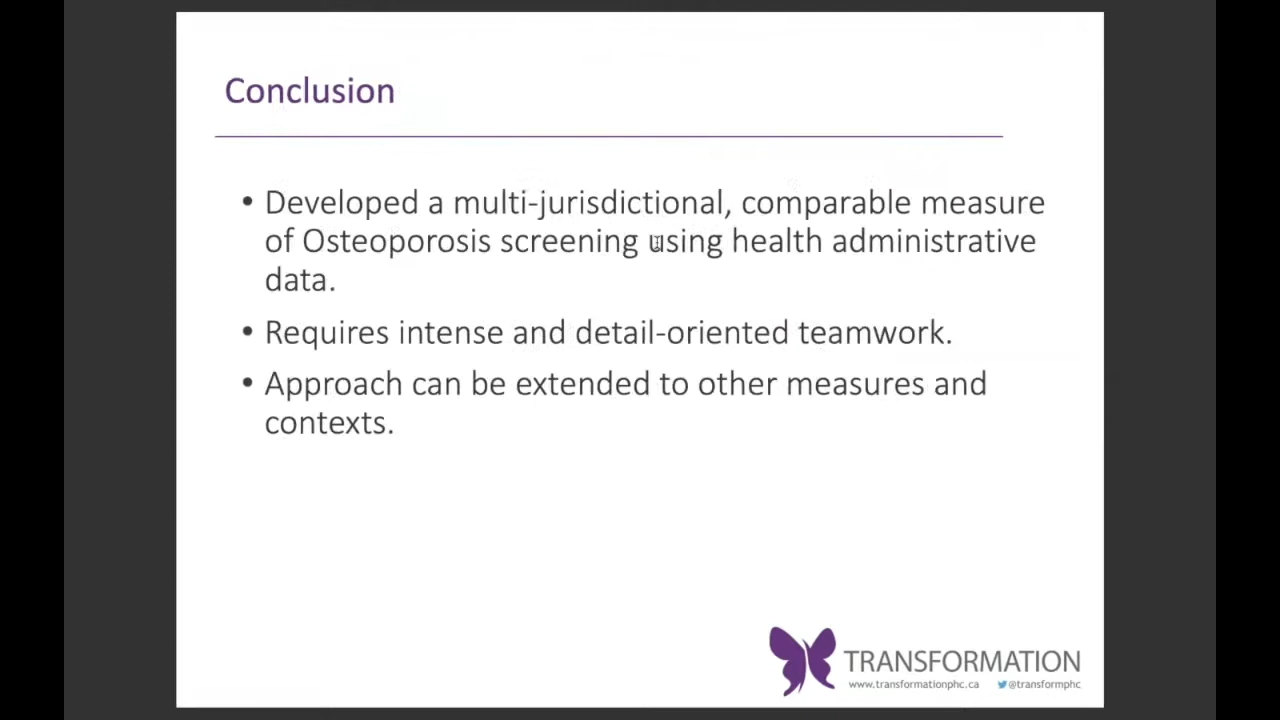 Conclusion
• Developed a multi-jurisdictional, comparable measure
of Osteoporosis screening using health administrative
data.
• Requires intense and detail-oriented teamwork.
• Approach can be extended to other measures and
contexts.
TRANSFORMATION
www.transformationphc.ca @transformphc